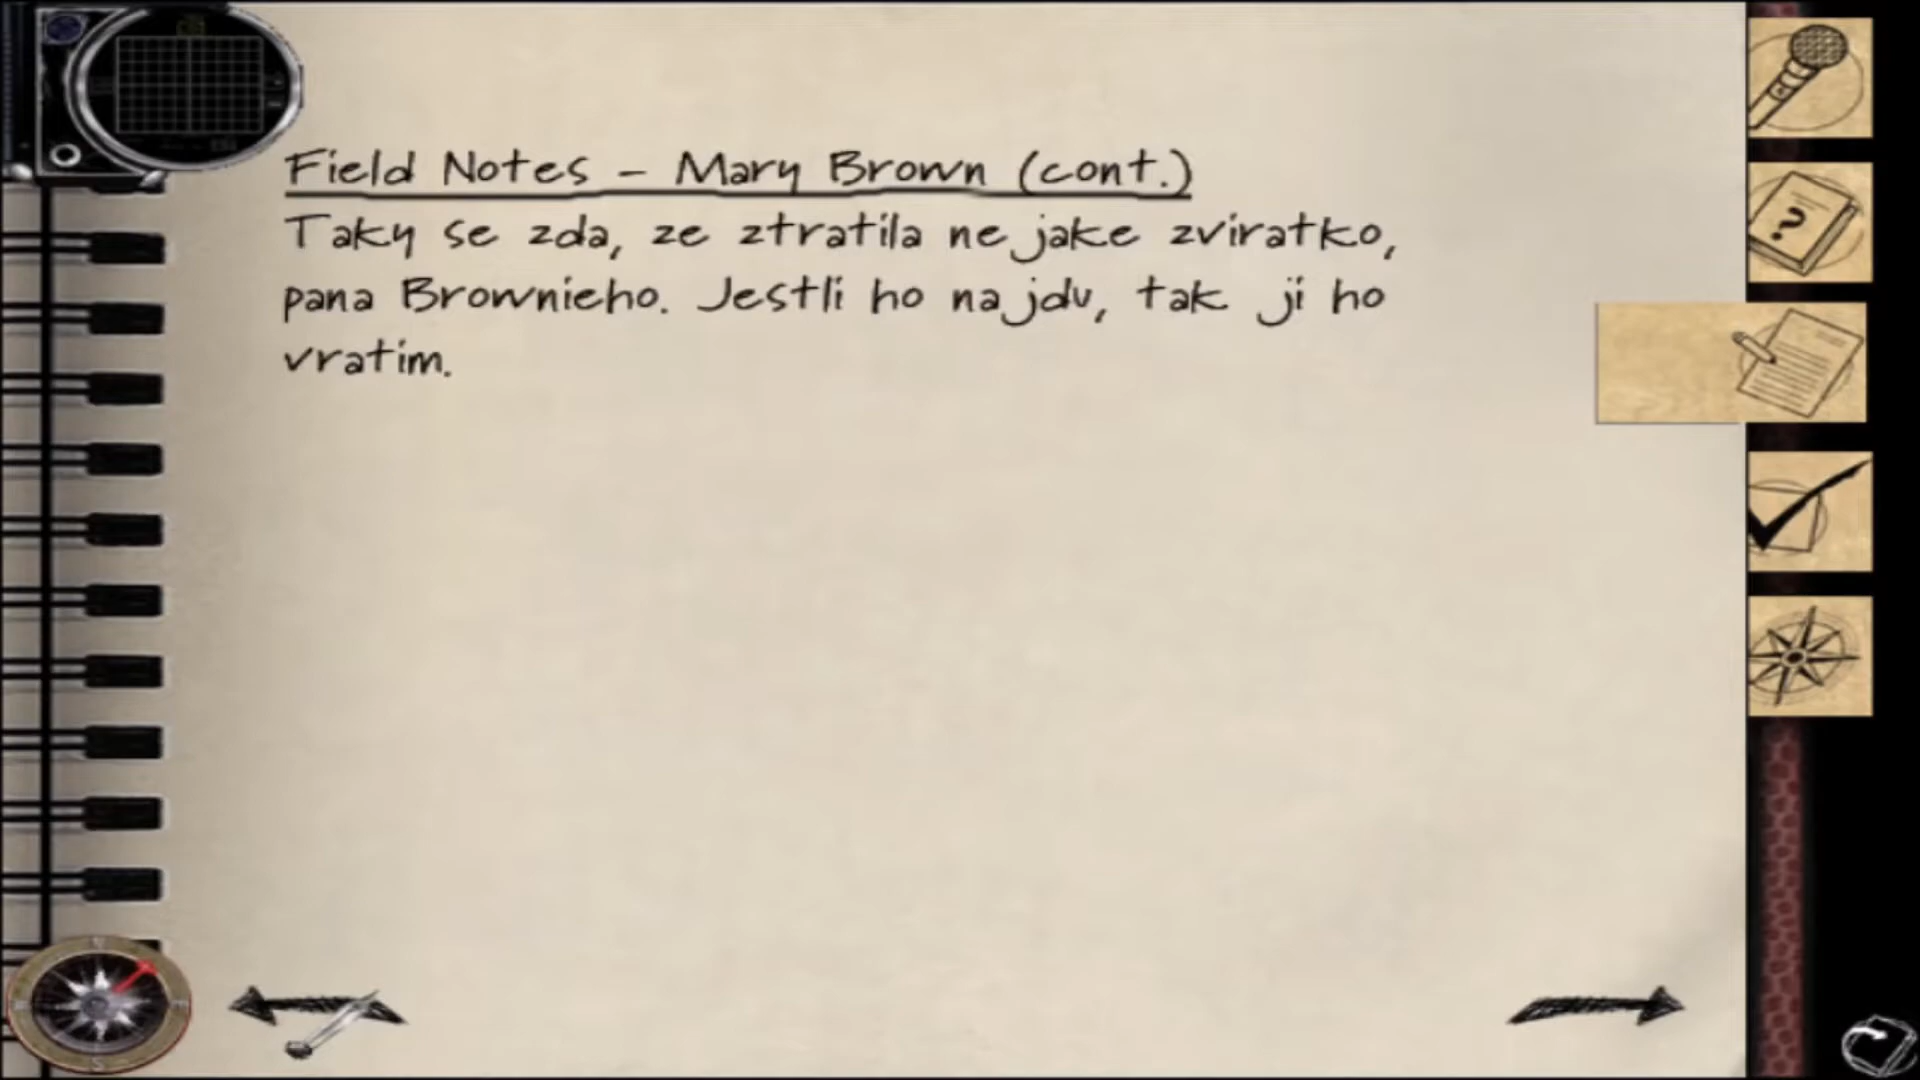 Field Notes - Mary Brown (cont.)
Taky se zda, ze ztratila nejake zviratko,
pana Brownieho. Jestli ho najdu, tak ji ho
vratim.